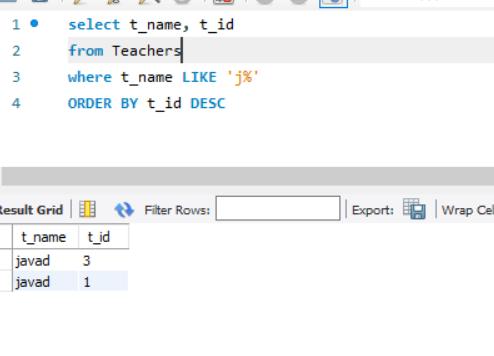 1 select t_name, t_id
2 from Teachers
3 where t_name LIKE 'j%'
4 ORDER BY t_id DESC
Result Grid Filter Rows: Export: Wrap Cel
t_name t_id
javad 3
javad 1